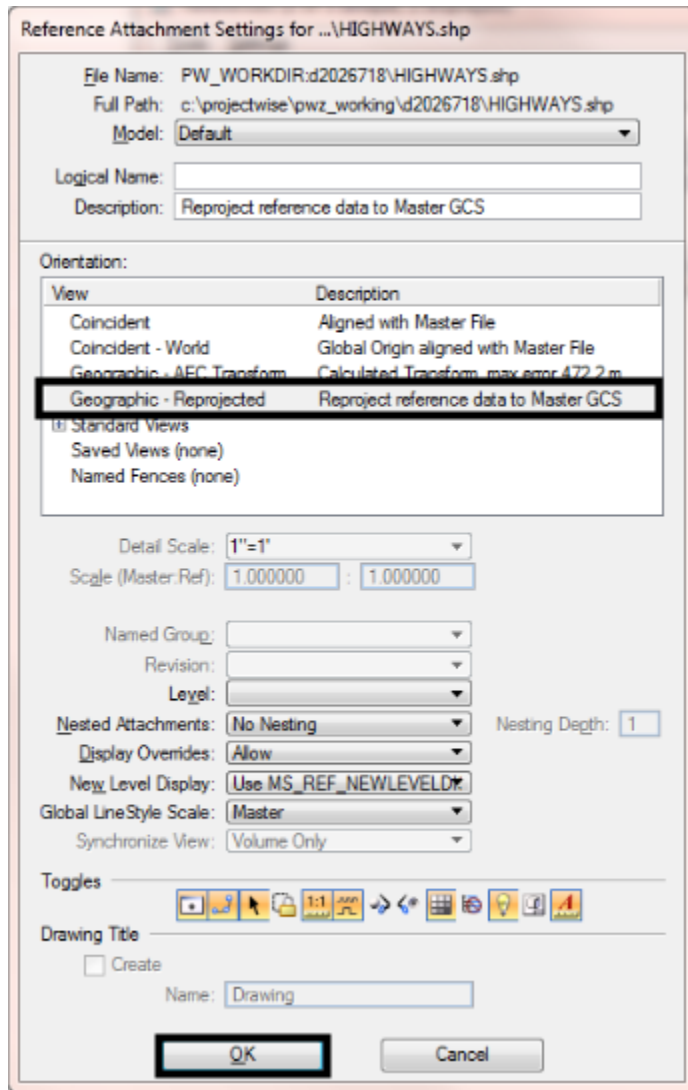 Reference Attachment Settings for ...\HIGHWAYS.shp
File Name: PW_WORKDIR:d2026718\HIGHWAYS.shp
Full Path: c:\projectwise\pwz_working\d2026718\HIGHWAYS.shp
Model: Default
Logical Name:
Description: Reproject reference data to Master GCS
Orientation:
View Description
Coincident Aligned with Master File
Coincident - World Global Origin aligned with Master File
Geographic - AEC Transform Calculated Transform, max error 472.2 m
Geographic - Reprojected Reproject reference data to Master GCS
Standard Views
Saved Views (none)
Named Fences (none)
Detail Scale: 1"=1'
Scale (Master:Ref): 1.000000 : 1.000000
Named Group:
Revision:
Level:
Nested Attachments: No Nesting Nesting Depth: 1
Display Overrides: Allow
New Level Display: Use MS_REF_NEWLEVELDI
Global LineStyle Scale: Master
Synchronize View: Volume Only
Toggles
1:1 A
Drawing Title
Create
Name: Drawing
OK Cancel